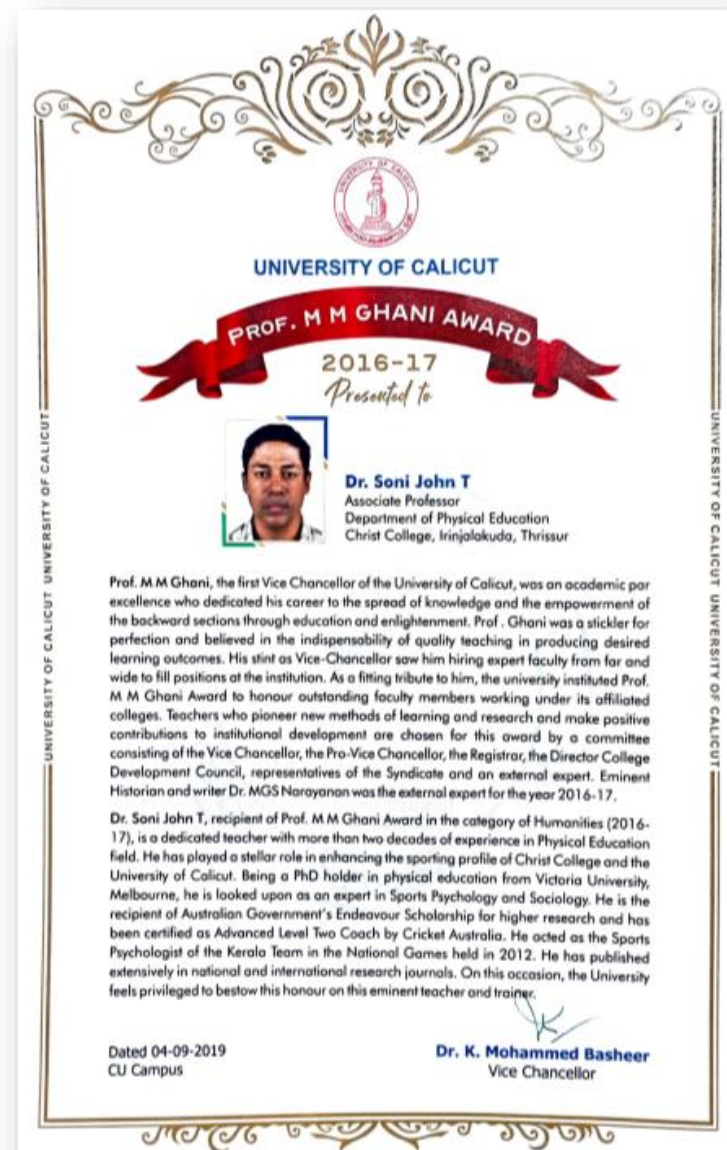 UNIVERSITY OF CALICUT
UNIVERSITY OF CALICUT
PROF. M M GHANI AWARD
2016-17
Presented to
Dr. Soni John T
Associate Professor
Department of Physical Education
Christ College, Irinjalakuda, Thrissur
Prof. M M Ghani, the first Vice Chancellor of the University of Calicut, was an academic par
excellence who dedicated his career to the spread of knowledge and the empowerment of
the backward sections through education and enlightenment. Prof . Ghani was a stickler for
perfection and believed in the indispensability of quality teaching in producing desired
learning outcomes. His stint as Vice-Chancellor saw him hiring expert faculty from far and
wide to fill positions at the institution. As a fitting tribute to him, the university instituted Prof.
M M Ghani Award to honour outstanding faculty members working under its affiliated
colleges. Teachers who pioneer new methods of learning and research and make positive
contributions to institutional development are chosen for this award by a committee
consisting of the Vice Chancellor, the Pro-Vice Chancellor, the Registrar, the Director College
Development Council, representatives of the Syndicate and an external expert. Eminent
Historian and writer Dr. MGS Narayanan was the external expert for the year 2016-17.
Dr. Soni John T, recipient of Prof. M M Ghani Award in the category of Humanities (2016-
17), is a dedicated teacher with more than two decades of experience in Physical Education
field. He has played a stellar role in enhancing the sporting profile of Christ College and the
University of Calicut. Being a PhD holder in physical education from Victoria University,
Melbourne, he is looked upon as an expert in Sports Psychology and Sociology. He is the
recipient of Australian Government's Endeavour Scholarship for higher research and has
been certified as Advanced Level Two Coach by Cricket Australia. He acted as the Sports
Psychologist of the Kerala Team in the National Games held in 2012. He has published
extensively in national and international research journals. On this occasion, the University
feels privileged to bestow this honour on this eminent teacher and trainer.
Dated 04-09-2019
CU Campus
Dr. K. Mohammed Basheer
Vice Chancellor
UNIVERSITY OF CALICUT UNIVERSITY OF CALICUT
UNIVERSITY OF CALICUT UNIVERSITY OF CALICUT